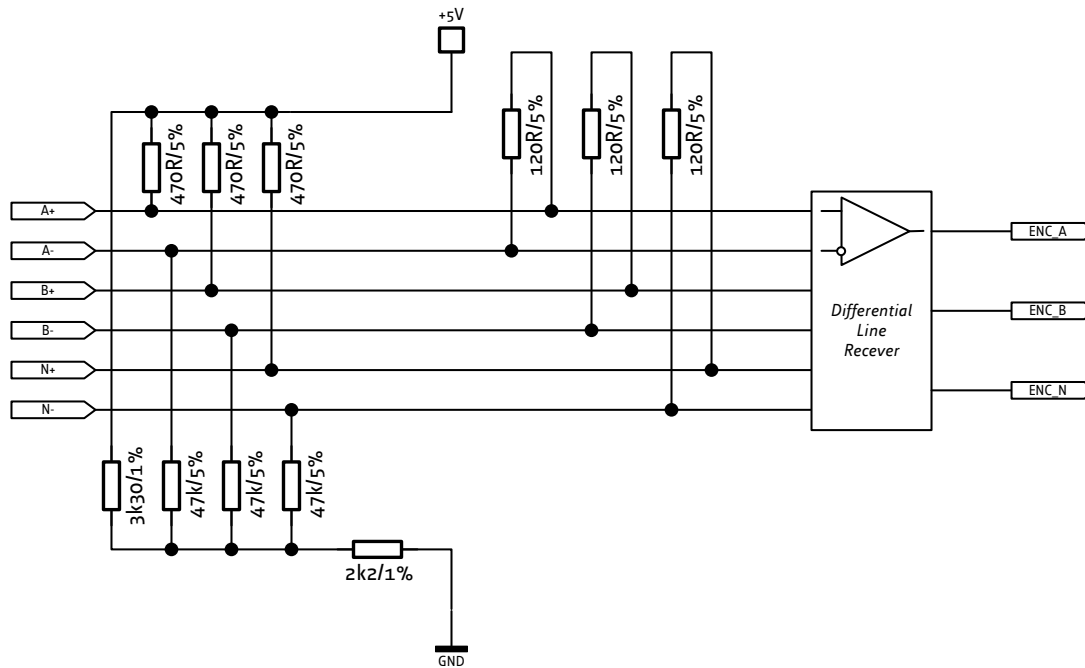 +5V
470R/5%
470R/5%
470R/5%
120R/5%
120R/5%
120R/5%
A+
A-
B+
B-
N+
N-
Differential
Line
Recever
ENC_A
ENC_B
ENC_N
3k30/1%
47k/5%
47k/5%
47k/5%
2k2/1%
GND